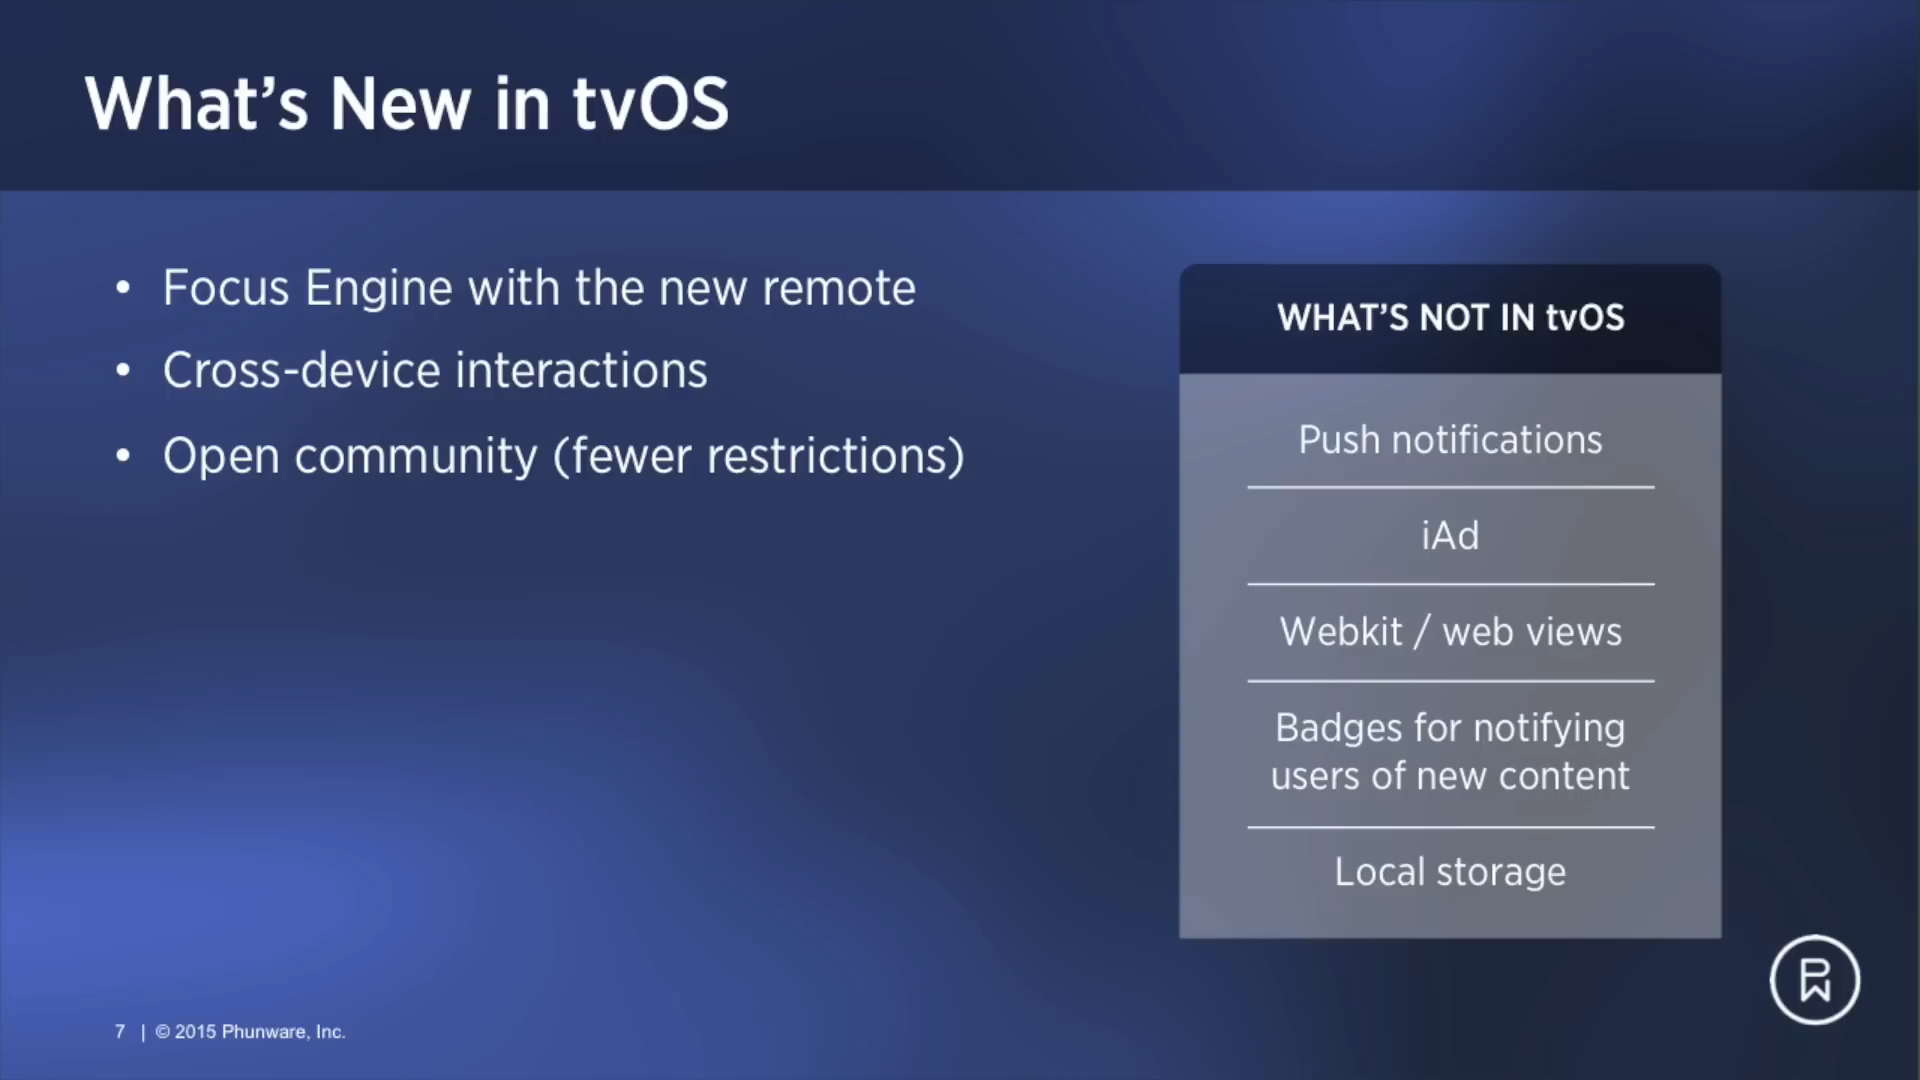 What's New in tvOS
• Focus Engine with the new remote
• Cross-device interactions
• Open community (fewer restrictions)
WHAT'S NOT IN tvOS
Push notifications
iAd
Webkit / web views
Badges for notifying
users of new content
Local storage
7 | © 2015 Phunware, Inc.